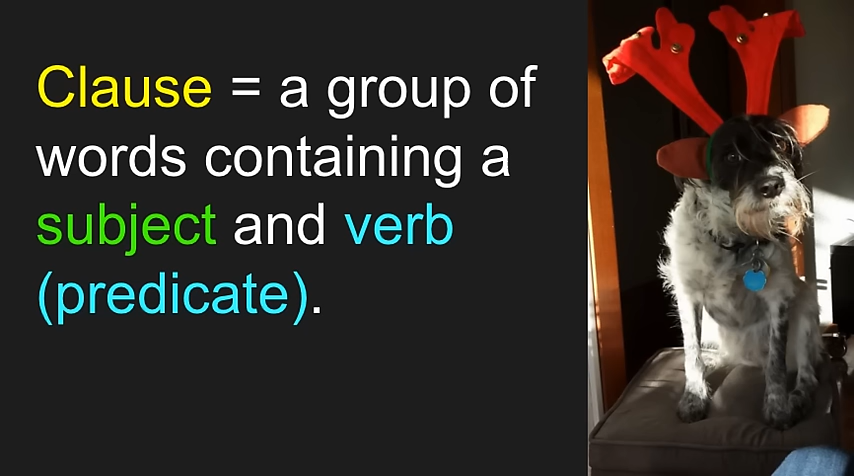 Clause = a group of
words containing a
subject and verb
(predicate).